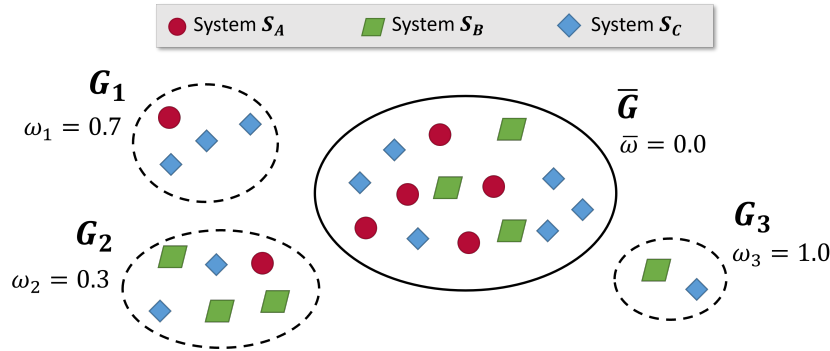 System S_A System S_B System S_C
G_1
ω_1 = 0.7
G̅
ω̅ = 0.0
G_2
ω_2 = 0.3
G_3
ω_3 = 1.0